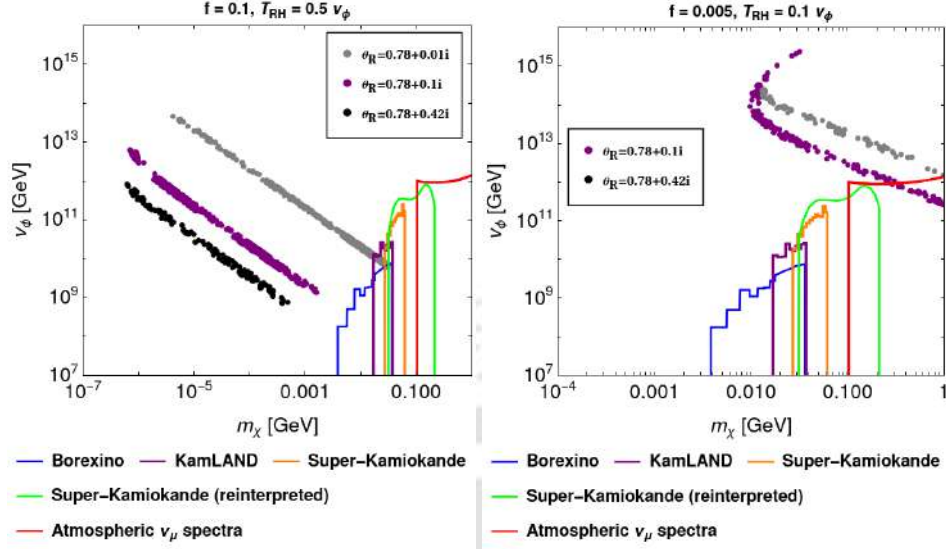 f = 0.1, T_RH = 0.5 v_ϕ
θ_R=0.78+0.01i
θ_R=0.78+0.1i
θ_R=0.78+0.42i
10^15
10^13
10^11
10^9
10^7
v_ϕ [GeV]
10^-7
10^-5
0.001
0.100
m_χ [GeV]
Borexino
KamLAND
Super-Kamiokande
Super-Kamiokande (reinterpreted)
Atmospheric ν_μ spectra
f = 0.005, T_RH = 0.1 v_ϕ
θ_R=0.78+0.1i
θ_R=0.78+0.42i
10^15
10^13
10^11
10^9
10^7
v_ϕ [GeV]
10^-4
0.001
0.010
0.100
1
m_χ [GeV]
Borexino
KamLAND
Super-Kamiokande
Super-Kamiokande (reinterpreted)
Atmospheric ν_μ spectra